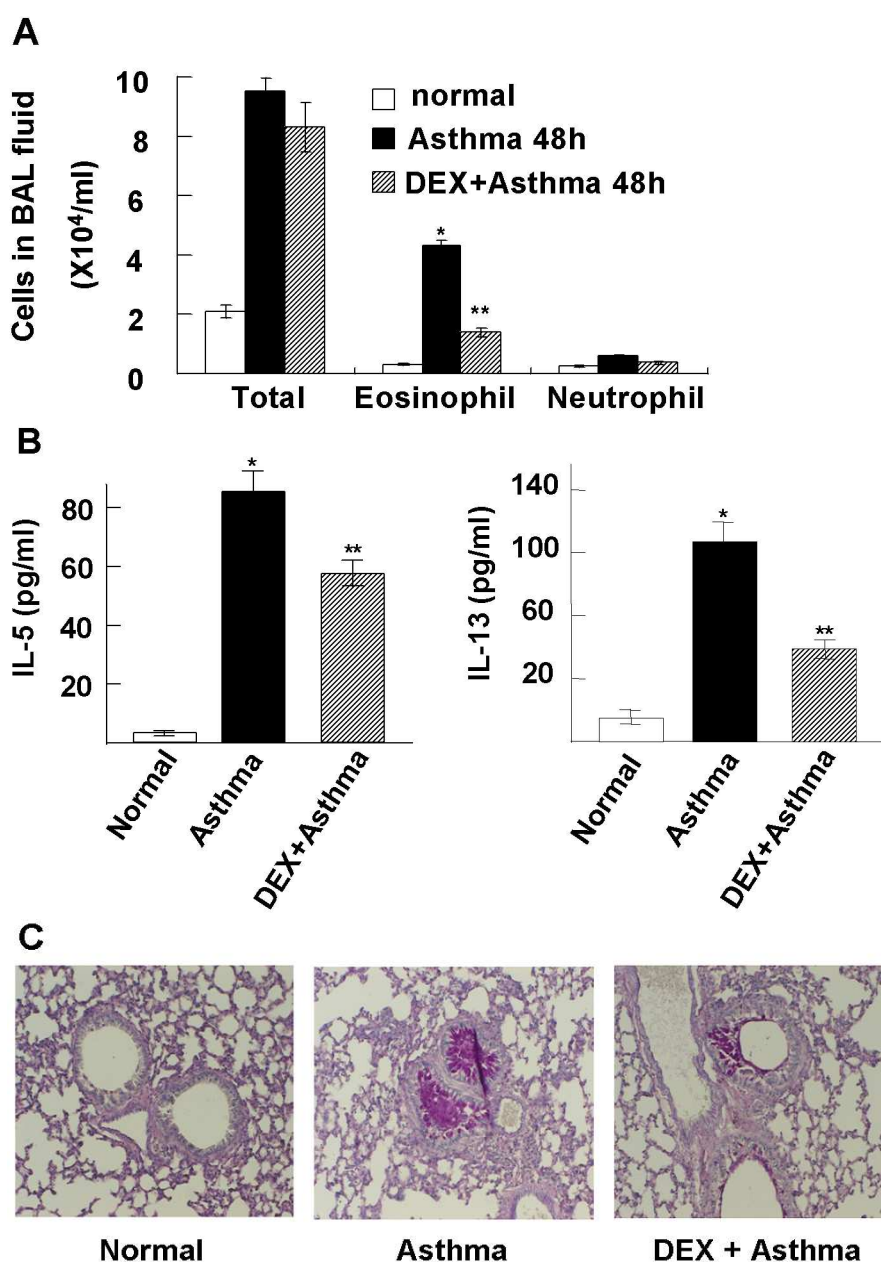 A
Cells in BAL fluid
(X10⁴/ml)
10
8
6
4
2
0
normal
Asthma 48h
DEX+Asthma 48h
*
**
Total
Eosinophil
Neutrophil
B
IL-5 (pg/ml)
80
60
40
20
*
**
Normal
Asthma
DEX+Asthma
IL-13 (pg/ml)
140
100
60
20
*
**
Normal
Asthma
DEX+Asthma
C
Normal
Asthma
DEX + Asthma